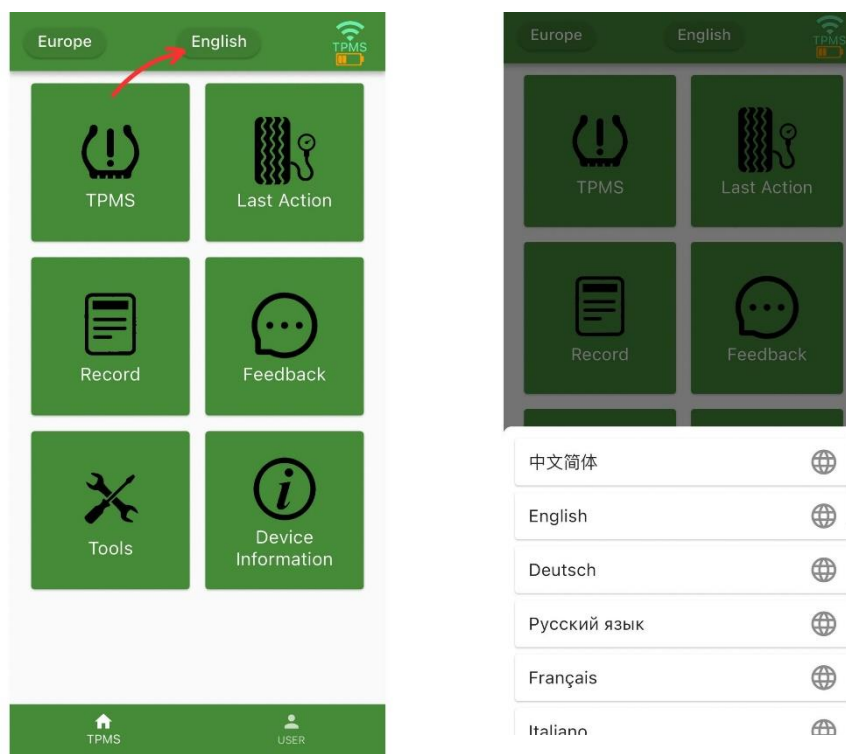 Europe
English
TPMS
TPMS
Last Action
Record
Feedback
Tools
Device
Information
TPMS
USER
Europe
English
TPMS
TPMS
Last Action
Record
Feedback
中文简体
English
Deutsch
Русский язык
Français
Italiano